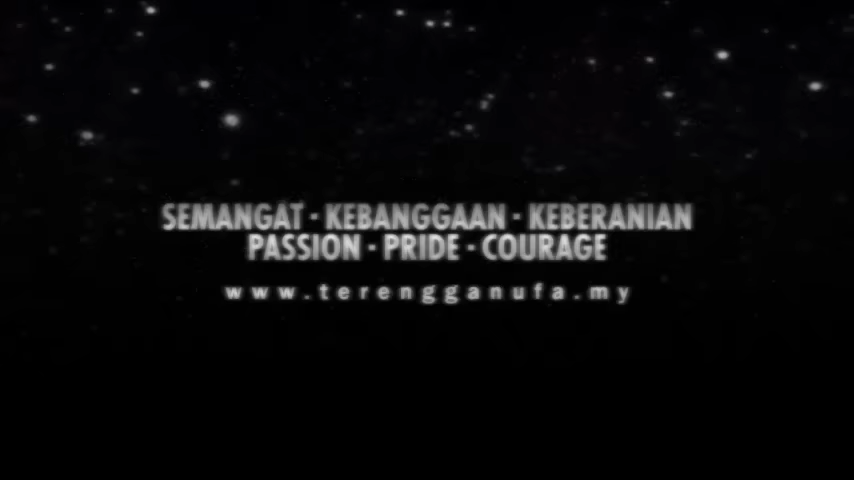 SEMANGAT - KEBANGGAAN - KEBERANIAN
PASSION - PRIDE - COURAGE
www.terengganufa.my